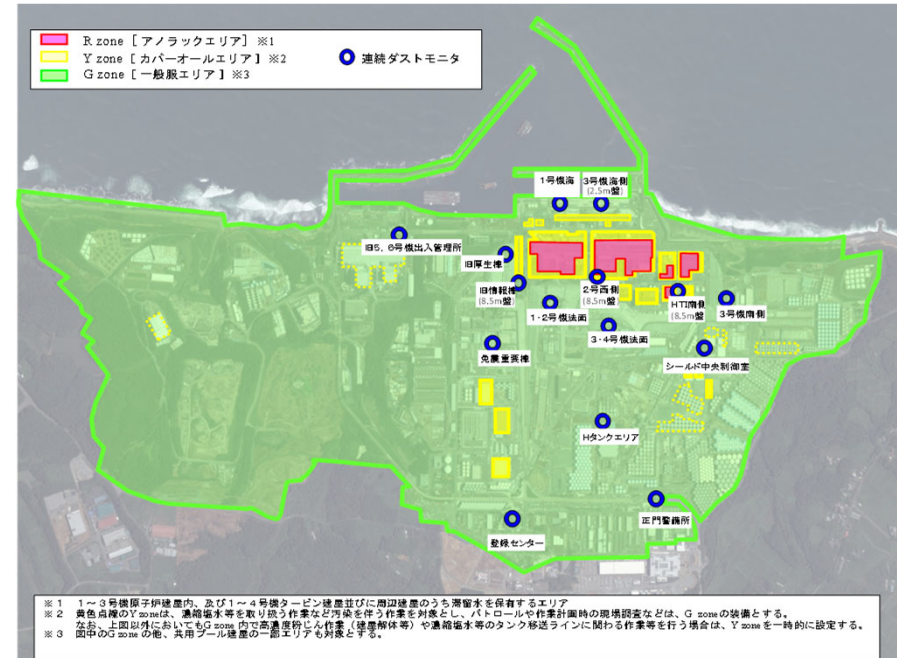 R zone [アノラックエリア] ※1
Y zone [カバーオールエリア] ※2
G zone [一般服エリア] ※3
連続ダストモニタ
1号機海
3号機海側
(2.5m盤)
旧5,6号機出入管理所
旧厚生棟
旧情報棟
(8.5m盤)
2号西側
(8.5m盤)
HTI南側
(8.5m盤)
1・2号機法面
3号機南側
3・4号機法面
免震重要棟
シールド中央制御室
Hタンクエリア
正門警備所
登録センター
※1 1~3号機原子炉建屋内、及び1~4号機タービン建屋並びに周辺建屋のうち滞留水を保有するエリア
※2 黄色点線のY zoneは、濃縮塩水等を取り扱う作業など汚染を伴う作業を対象とし、パトロールや作業計画時の現場調査などは、G zoneの装備とする。
なお、上図以外においてもG zone内で高濃度粉じん作業(建屋解体等)や濃縮塩水等のタンク移送ラインに関わる作業等を行う場合は、Y zoneを一時的に設定する。
※3 図中のG zoneの他、共用プール建屋の一部エリアも対象とする。